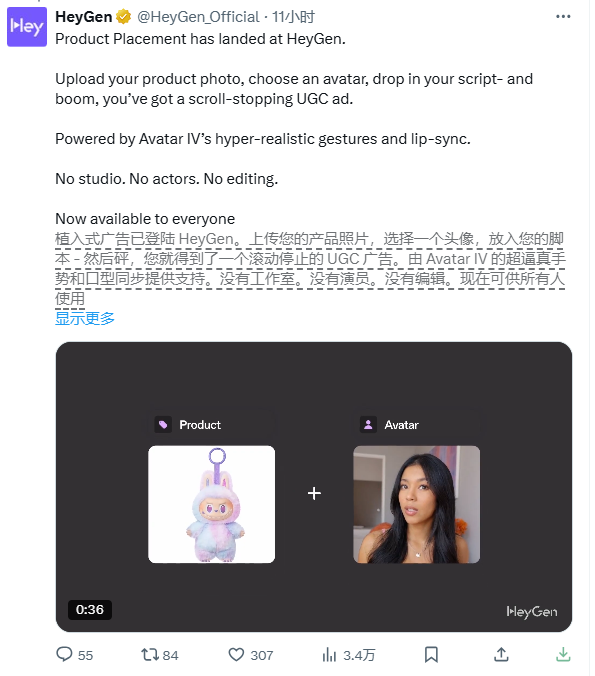 Hey
HeyGen @HeyGen_Official · 11小时
Product Placement has landed at HeyGen.
Upload your product photo, choose an avatar, drop in your script- and
boom, you’ve got a scroll-stopping UGC ad.
Powered by Avatar IV’s hyper-realistic gestures and lip-sync.
No studio. No actors. No editing.
Now available to everyone
植入式广告已登陆 HeyGen。上传您的产品照片，选择一个头像，放入您的脚
本 - 然后砰，您就得到了一个滚动停止的 UGC 广告。由 Avatar IV 的超逼真手
势和口型同步提供支持。没有工作室。没有演员。没有编辑。现在可供所有人
使用
显示更多
Product
Avatar
+
0:36
HeyGen
55
84
307
3.4万